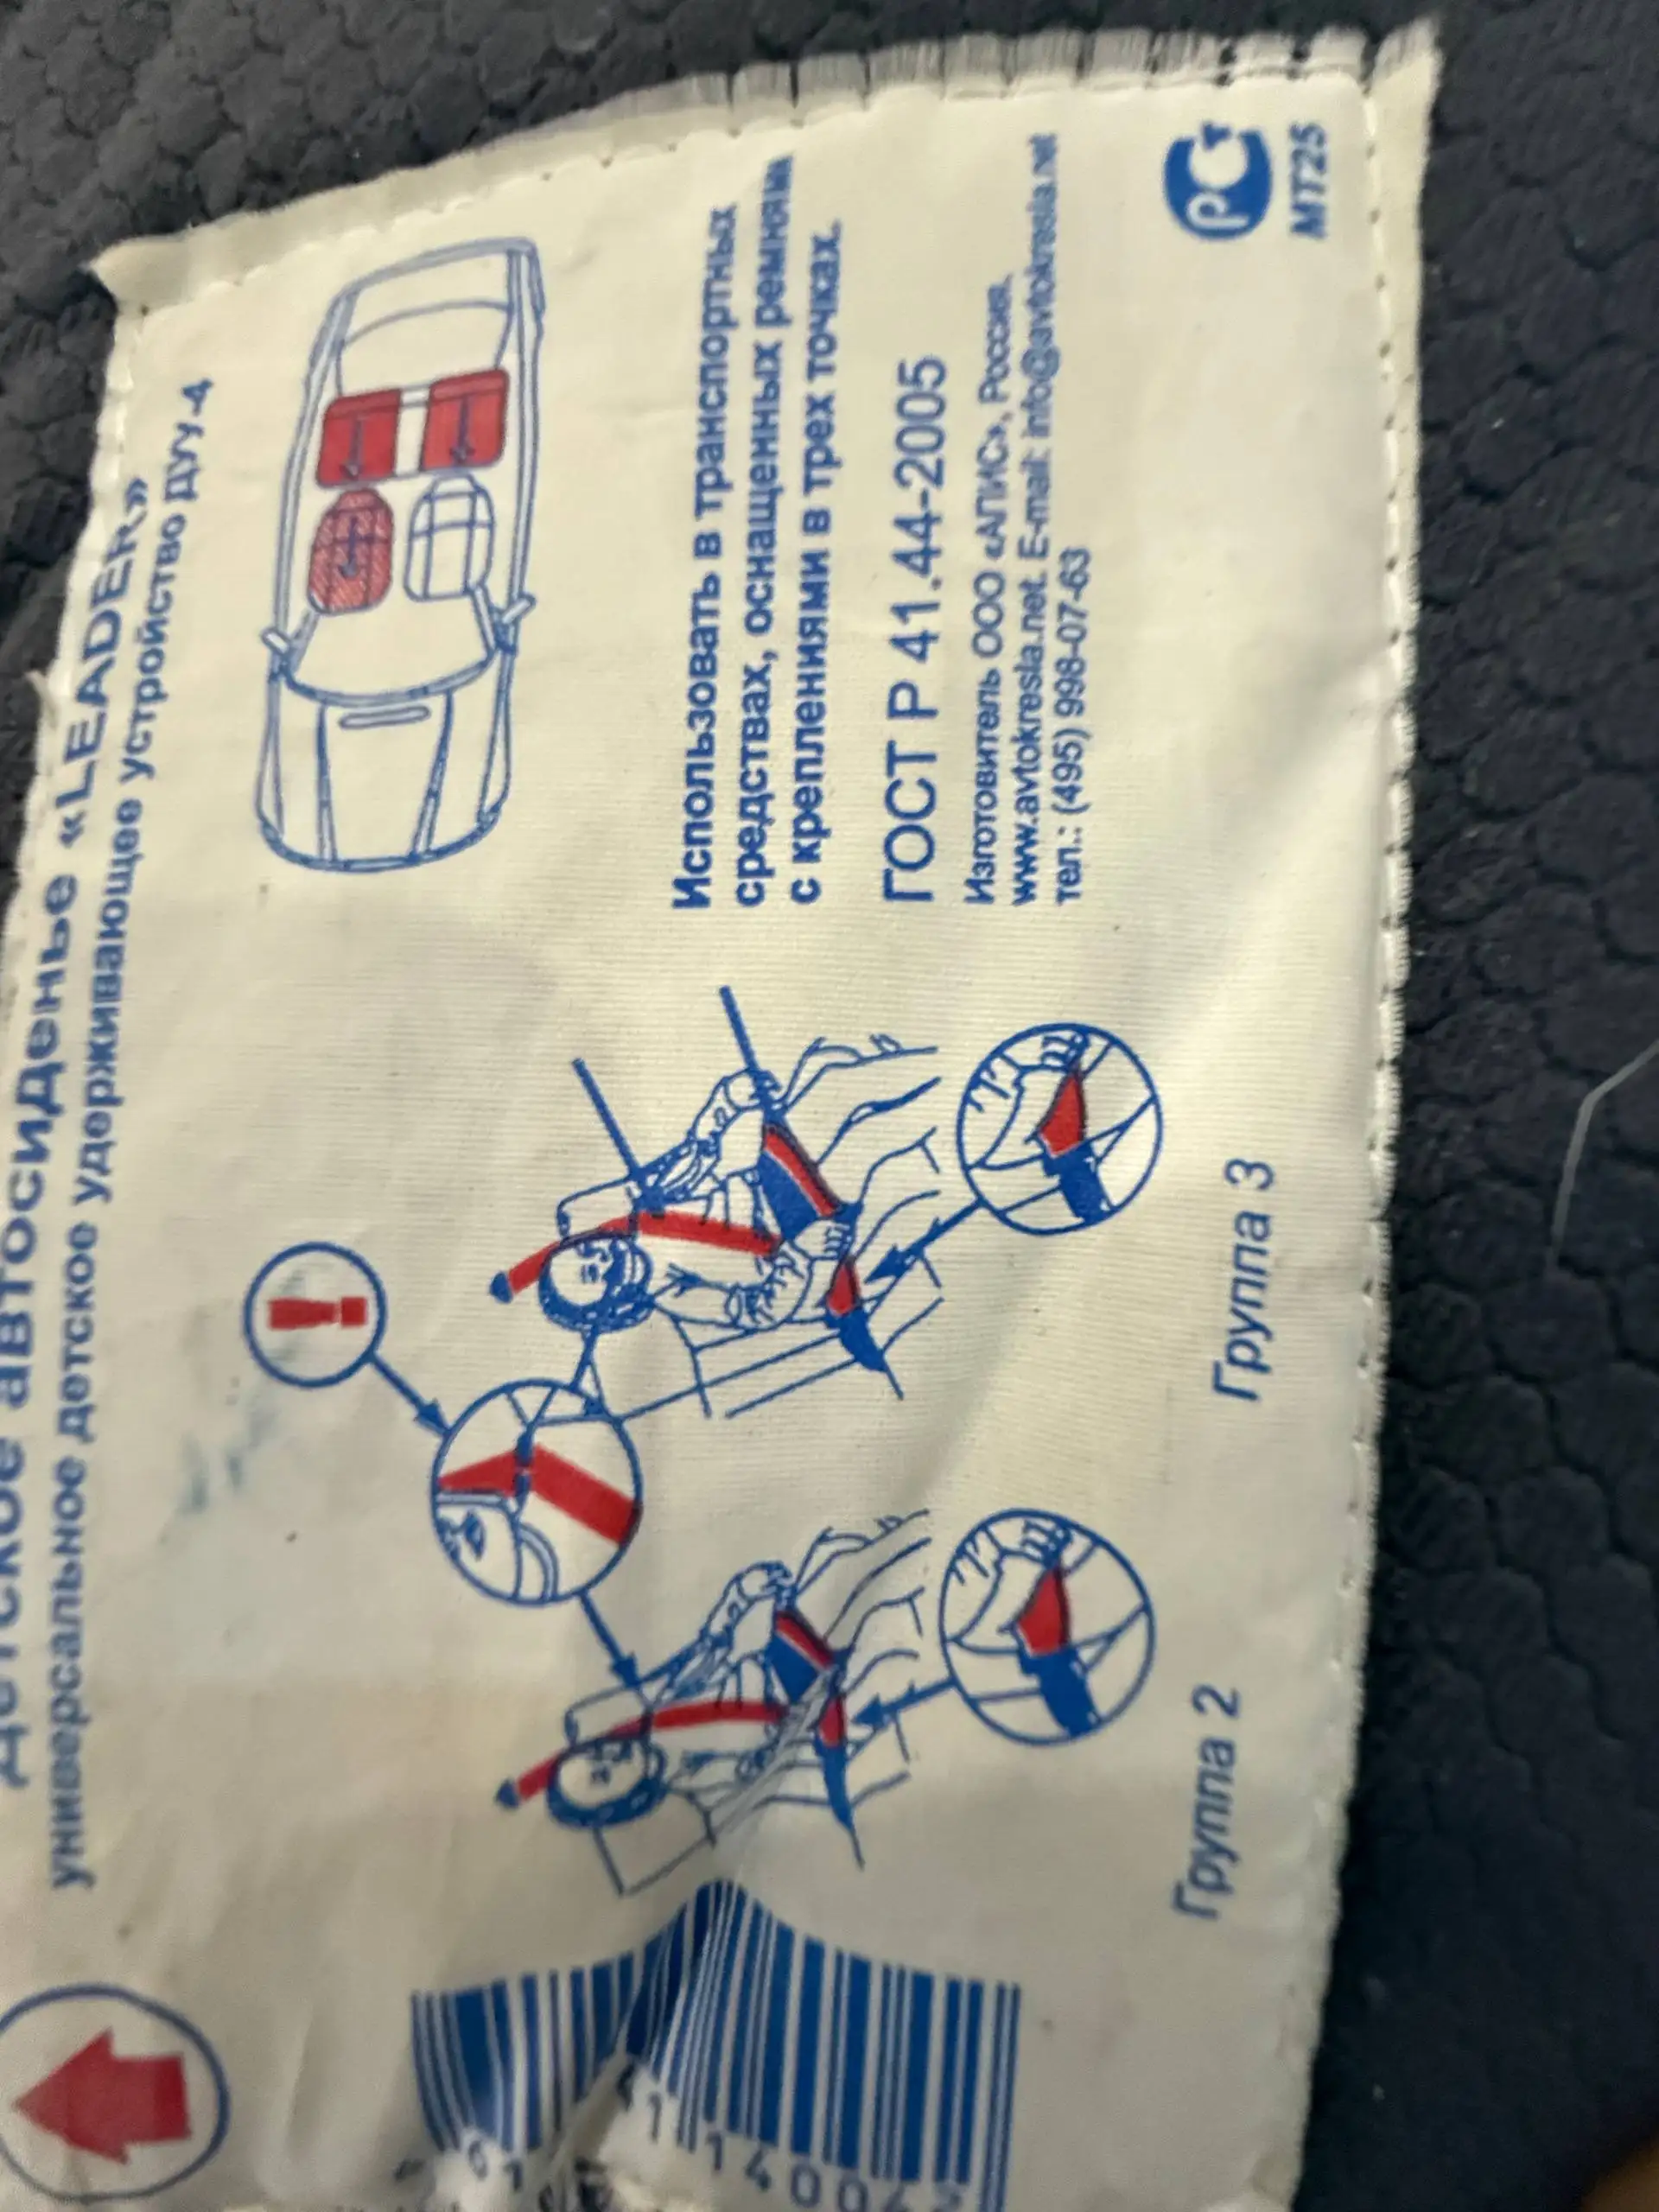 Детское автосиденье «LEADER»
универсальное детское удерживающее устройство ДУУ-4
Использовать в транспортных
средствах, оснащенных ремнями
с креплениями в трех точках.
ГОСТ Р 41.44-2005
Изготовитель ООО «АПИС», Россия.
www.avtokresla.net. E-mail: info@avtokresla.net
тел.: (495) 998-07-63
РСТ
МТ25
Группа 2
Группа 3